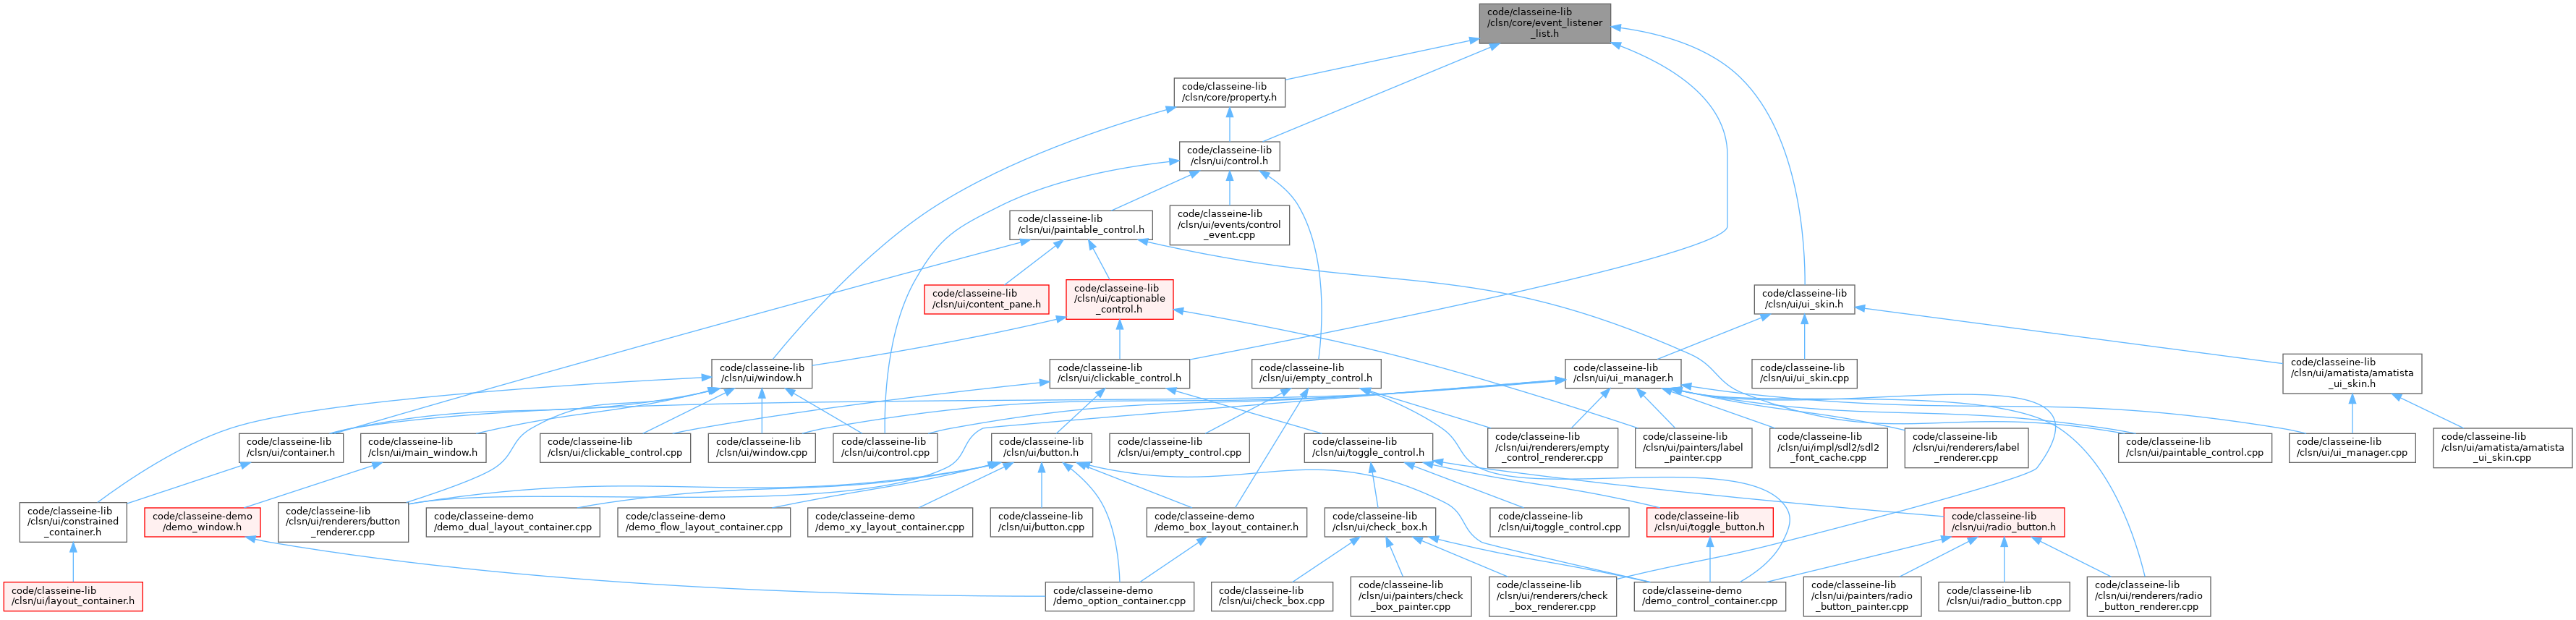 code/classeine-lib
/clsn/core/event_listener
_list.h
code/classeine-lib
/clsn/core/property.h
code/classeine-lib
/clsn/ui/control.h
code/classeine-lib
/clsn/ui/paintable_control.h
code/classeine-lib
/clsn/ui/events/control
_event.cpp
code/classeine-lib
/clsn/ui/content_pane.h
code/classeine-lib
/clsn/ui/captionable
_control.h
code/classeine-lib
/clsn/ui/ui_skin.h
code/classeine-lib
/clsn/ui/window.h
code/classeine-lib
/clsn/ui/clickable_control.h
code/classeine-lib
/clsn/ui/empty_control.h
code/classeine-lib
/clsn/ui/ui_manager.h
code/classeine-lib
/clsn/ui/ui_skin.cpp
code/classeine-lib
/clsn/ui/amatista/amatista
_ui_skin.h
code/classeine-lib
/clsn/ui/container.h
code/classeine-lib
/clsn/ui/main_window.h
code/classeine-lib
/clsn/ui/clickable_control.cpp
code/classeine-lib
/clsn/ui/window.cpp
code/classeine-lib
/clsn/ui/control.cpp
code/classeine-lib
/clsn/ui/button.h
code/classeine-lib
/clsn/ui/empty_control.cpp
code/classeine-lib
/clsn/ui/toggle_control.h
code/classeine-lib
/clsn/ui/renderers/empty
_control_renderer.cpp
code/classeine-lib
/clsn/ui/painters/label
_painter.cpp
code/classeine-lib
/clsn/ui/impl/sdl2/sdl2
_font_cache.cpp
code/classeine-lib
/clsn/ui/renderers/label
_renderer.cpp
code/classeine-lib
/clsn/ui/paintable_control.cpp
code/classeine-lib
/clsn/ui/ui_manager.cpp
code/classeine-lib
/clsn/ui/amatista/amatista
_ui_skin.cpp
code/classeine-lib
/clsn/ui/constrained
_container.h
code/classeine-demo
/demo_window.h
code/classeine-lib
/clsn/ui/renderers/button
_renderer.cpp
code/classeine-demo
/demo_dual_layout_container.cpp
code/classeine-demo
/demo_flow_layout_container.cpp
code/classeine-demo
/demo_xy_layout_container.cpp
code/classeine-lib
/clsn/ui/button.cpp
code/classeine-demo
/demo_box_layout_container.h
code/classeine-lib
/clsn/ui/check_box.h
code/classeine-lib
/clsn/ui/toggle_control.cpp
code/classeine-lib
/clsn/ui/toggle_button.h
code/classeine-lib
/clsn/ui/radio_button.h
code/classeine-lib
/clsn/ui/layout_container.h
code/classeine-demo
/demo_option_container.cpp
code/classeine-lib
/clsn/ui/check_box.cpp
code/classeine-lib
/clsn/ui/painters/check
_box_painter.cpp
code/classeine-lib
/clsn/ui/renderers/check
_box_renderer.cpp
code/classeine-demo
/demo_control_container.cpp
code/classeine-lib
/clsn/ui/painters/radio
_button_painter.cpp
code/classeine-lib
/clsn/ui/radio_button.cpp
code/classeine-lib
/clsn/ui/renderers/radio
_button_renderer.cpp